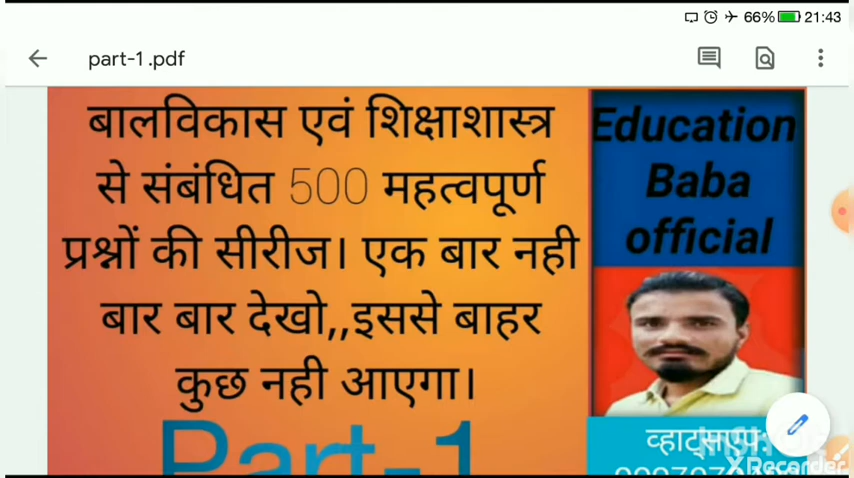 66% 21:43
part-1.pdf
बालविकास एवं शिक्षाशास्त्र
से संबंधित 500 महत्वपूर्ण
प्रश्नों की सीरीज। एक बार नही
बार बार देखो,,इससे बाहर
कुछ नही आएगा।
Part-1
Education
Baba
official
व्हाट्सएप
XRecorder